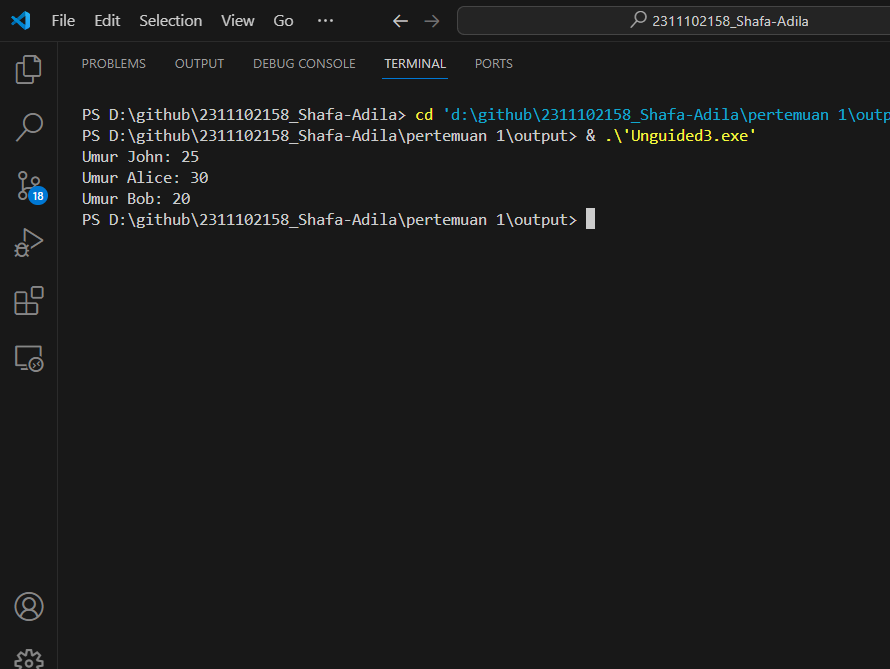 File Edit Selection View Go ···
2311102158_Shafa-Adila
PROBLEMS OUTPUT DEBUG CONSOLE TERMINAL PORTS
PS D:\github\2311102158_Shafa-Adila> cd 'd:\github\2311102158_Shafa-Adila\pertemuan 1\outp
PS D:\github\2311102158_Shafa-Adila\pertemuan 1\output> & .\'Unguided3.exe'
Umur John: 25
Umur Alice: 30
Umur Bob: 20
PS D:\github\2311102158_Shafa-Adila\pertemuan 1\output>
18